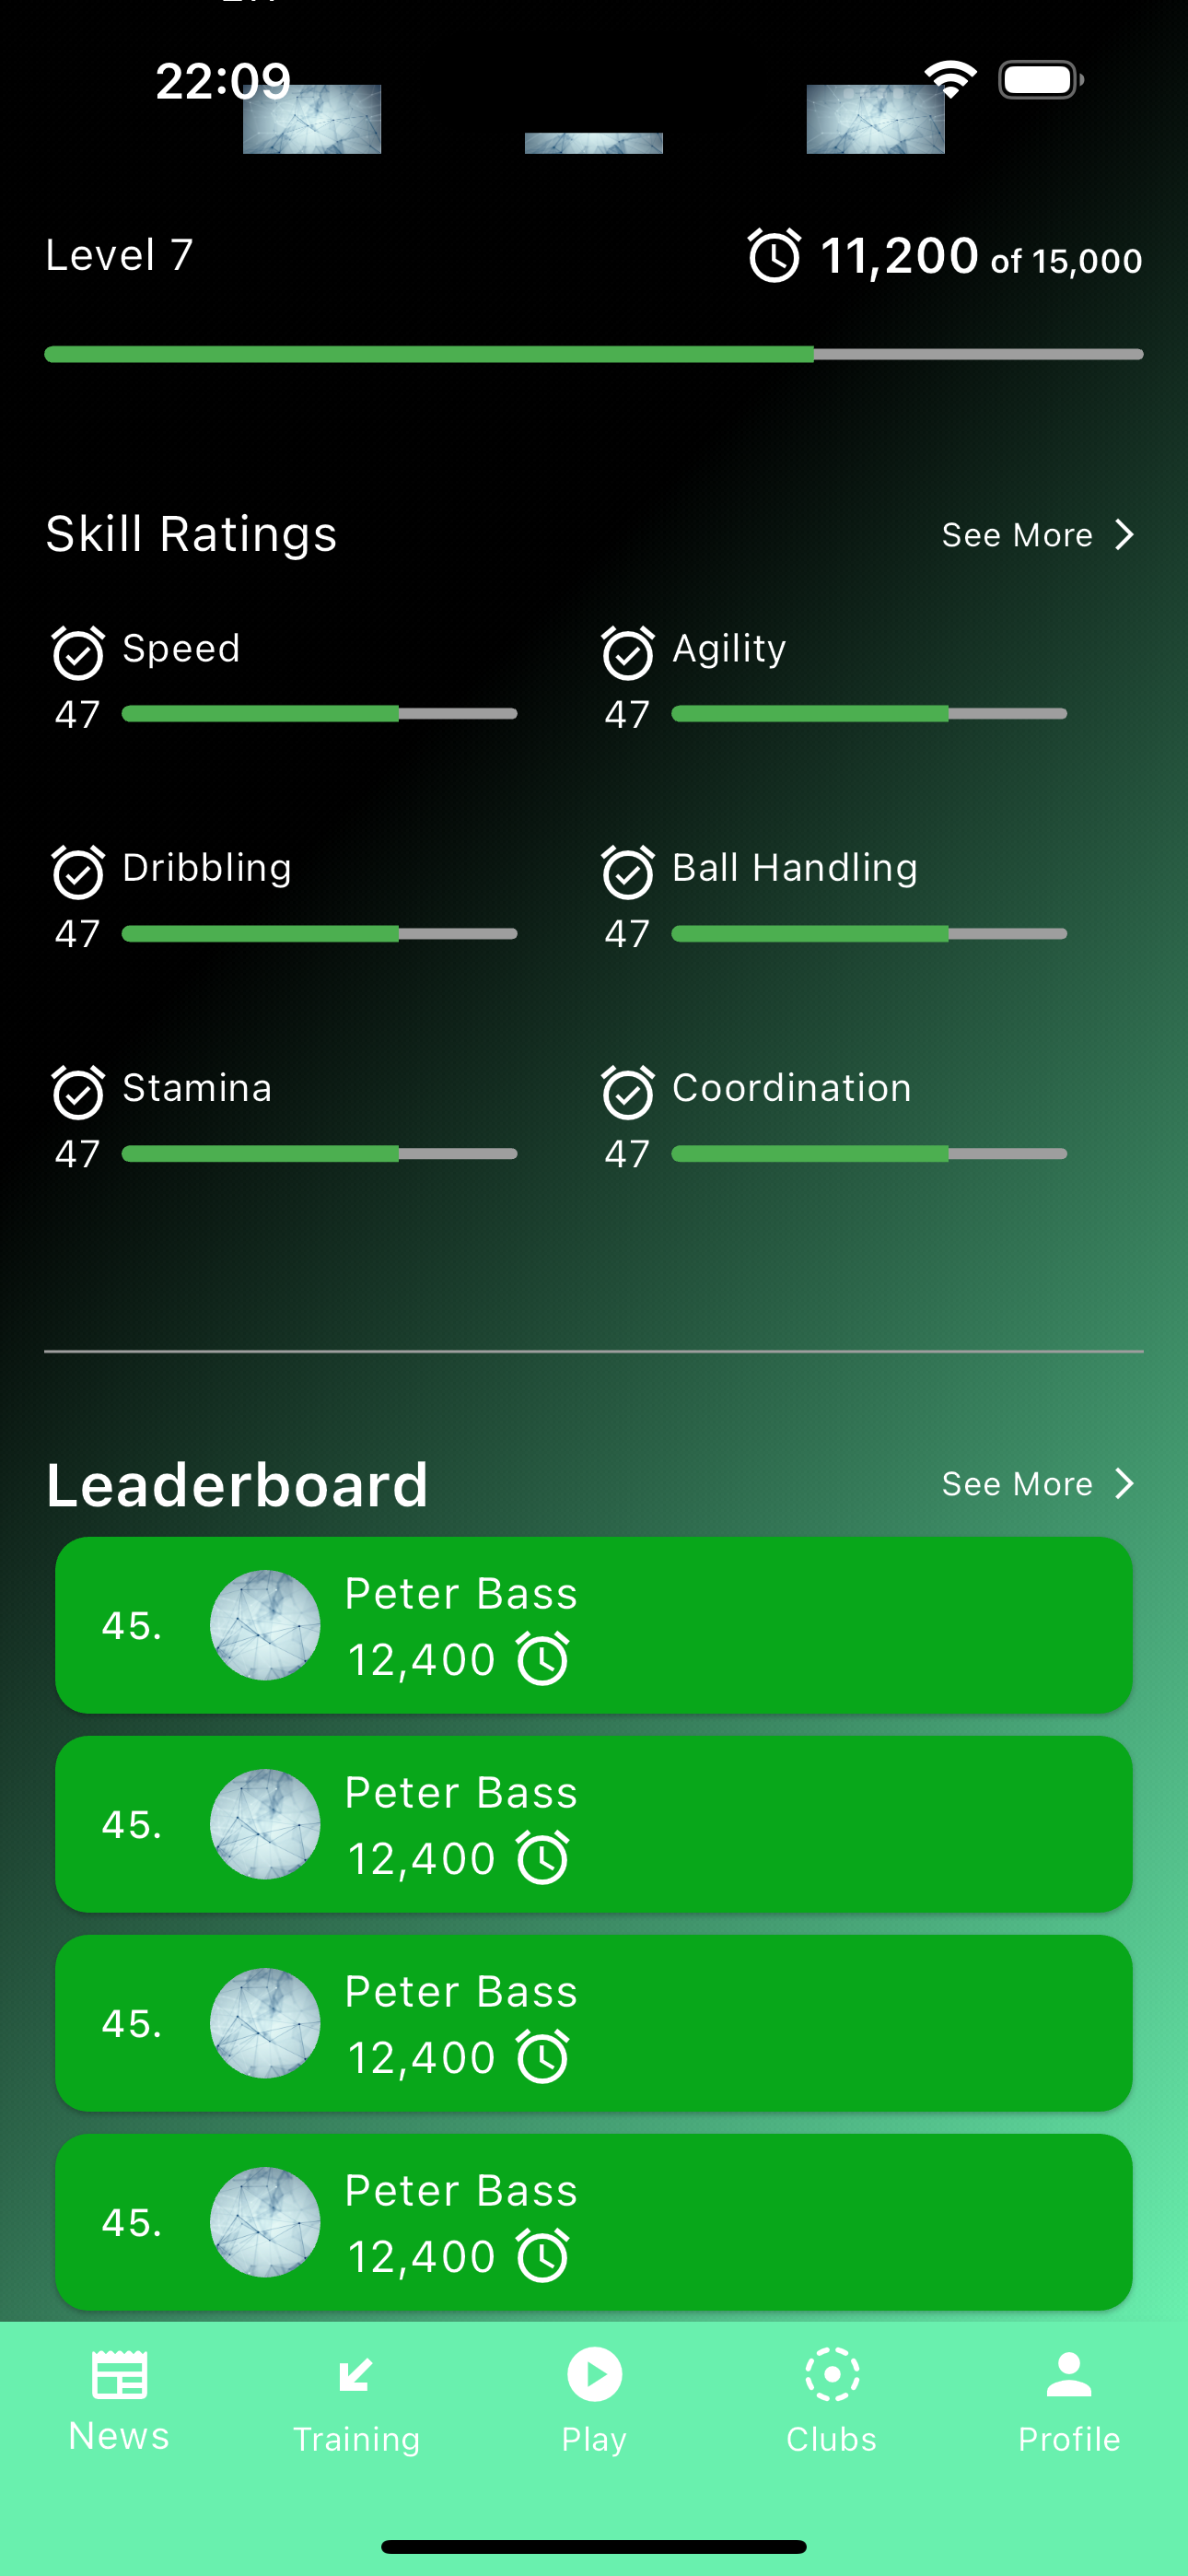 22:09
Level 7
11,200 of 15,000
Skill Ratings
See More
Speed
47
Agility
47
Dribbling
47
Ball Handling
47
Stamina
47
Coordination
47
Leaderboard
See More
45.
Peter Bass
12,400
45.
Peter Bass
12,400
45.
Peter Bass
12,400
45.
Peter Bass
12,400
News
Training
Play
Clubs
Profile